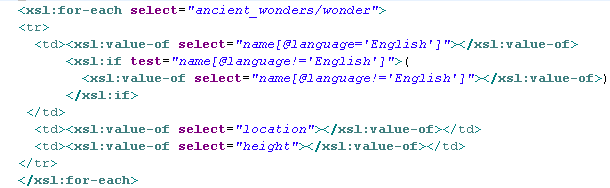 <xsl:for-each select="ancient_wonders/wonder">
<tr>
<td><xsl:value-of select="name[@language='English']"></xsl:value-of>
<xsl:if test="name[@language!='English']">(
<xsl:value-of select="name[@language!='English']"></xsl:value-of>)
</xsl:if>
</td>
<td><xsl:value-of select="location"></xsl:value-of></td>
<td><xsl:value-of select="height"></xsl:value-of></td>
</tr>
</xsl:for-each>